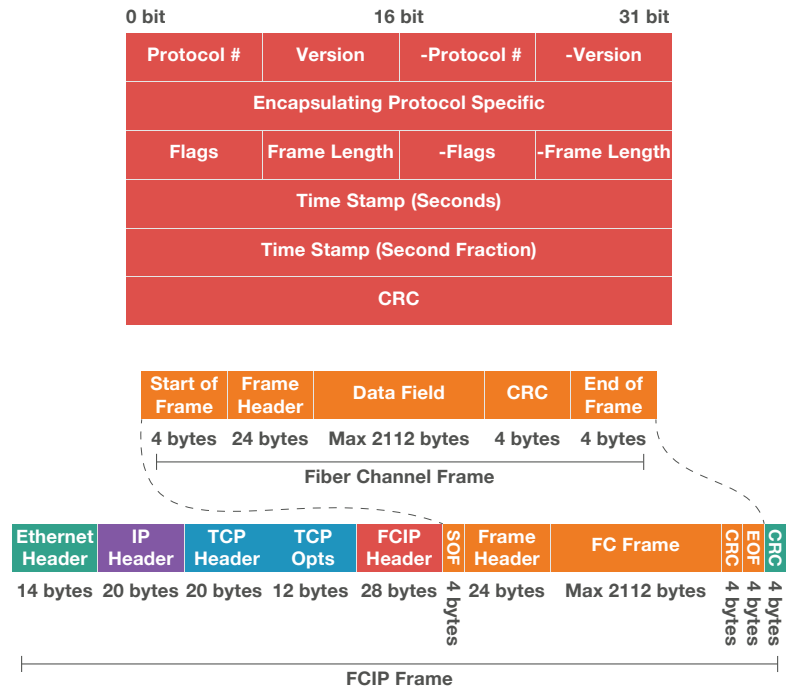 0 bit 16 bit 31 bit
Protocol # Version -Protocol # -Version
Encapsulating Protocol Specific
Flags Frame Length -Flags -Frame Length
Time Stamp (Seconds)
Time Stamp (Second Fraction)
CRC
Start of Frame Data Field CRC End of
Frame Header Frame
4 bytes 24 bytes Max 2112 bytes 4 bytes 4 bytes
Fiber Channel Frame
Ethernet IP TCP TCP FCIP SOF Frame FC Frame CRC EOF CRC
Header Header Header Opts Header Header
14 bytes 20 bytes 20 bytes 12 bytes 28 bytes 4 bytes 24 bytes Max 2112 bytes 4 bytes 4 bytes 4 bytes
FCIP Frame